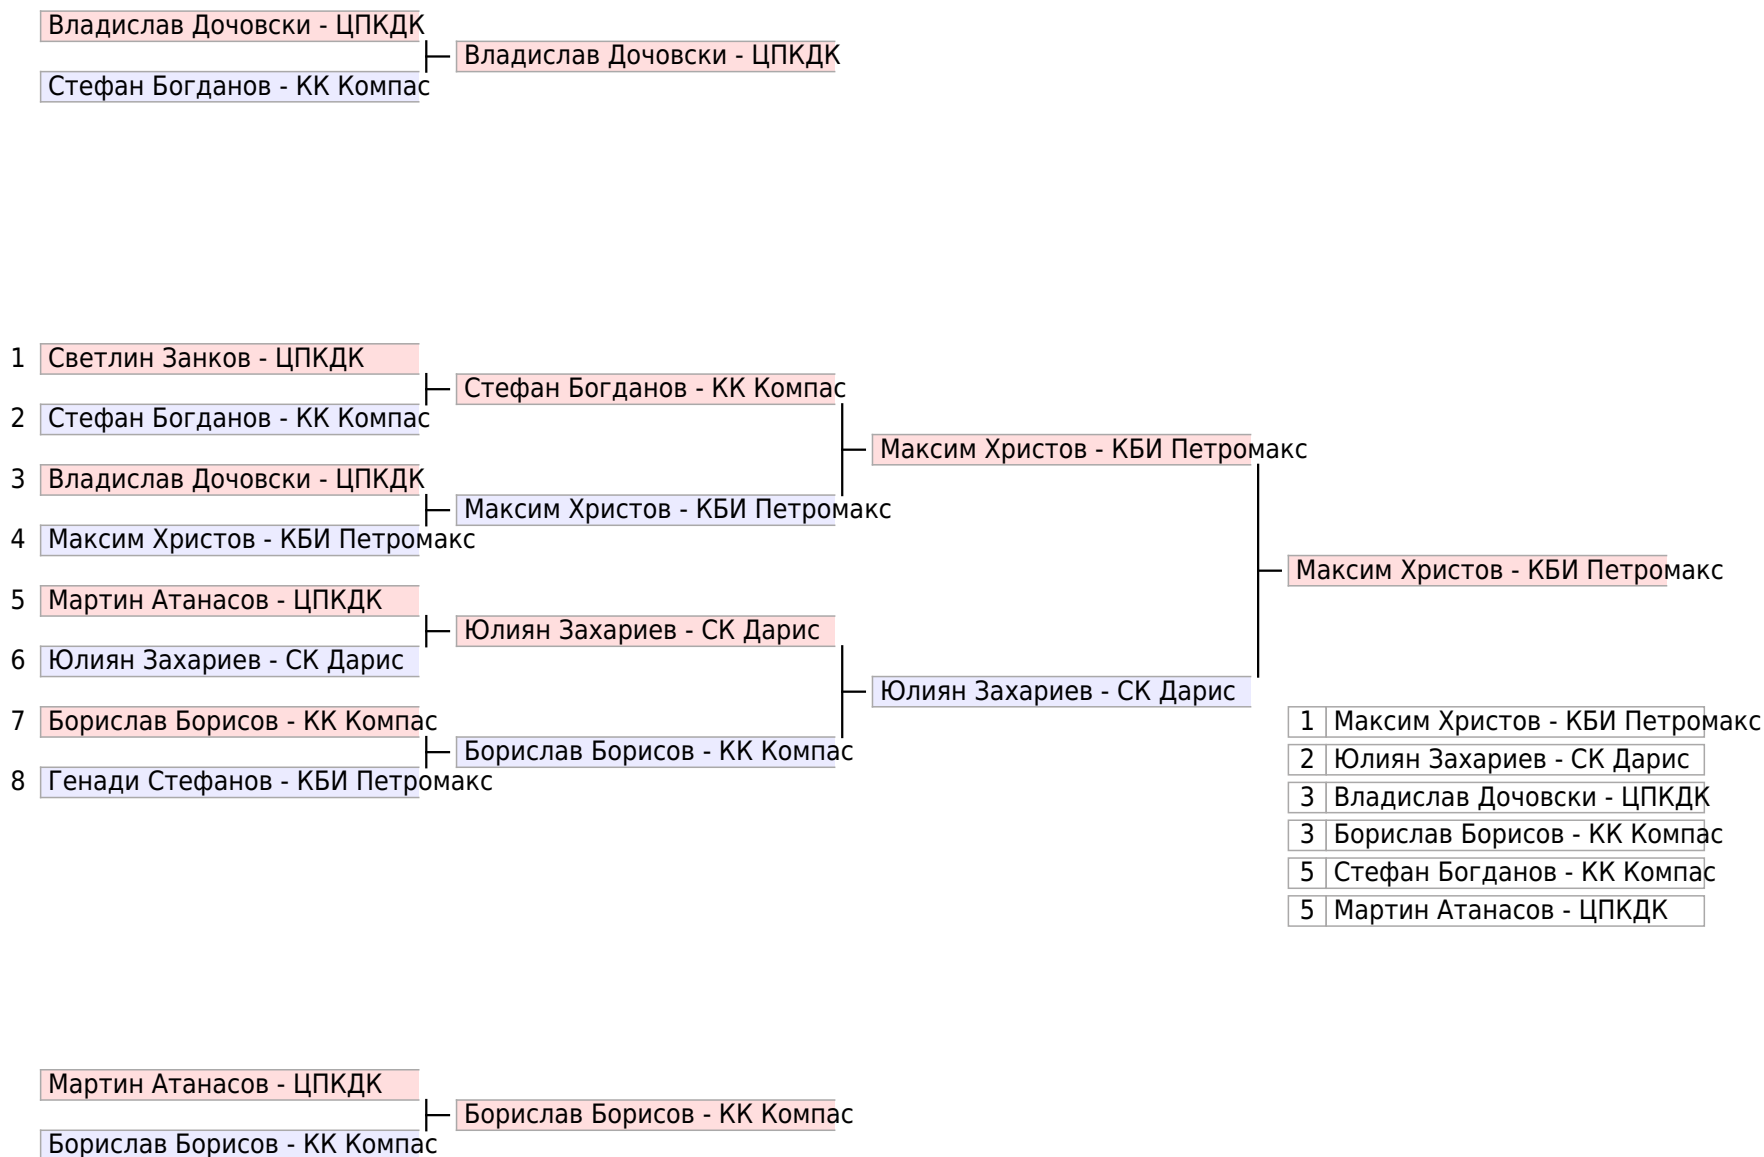 Владислав Дочовски - ЦПКДК
Владислав Дочовски - ЦПКДК
Стефан Богданов - КК Компас
1 Светлин Занков - ЦПКДК
Стефан Богданов - КК Компас
2 Стефан Богданов - КК Компас
Максим Христов - КБИ Петромакс
3 Владислав Дочовски - ЦПКДК
Максим Христов - КБИ Петромакс
4 Максим Христов - КБИ Петромакс
Максим Христов - КБИ Петромакс
5 Мартин Атанасов - ЦПКДК
Юлиян Захариев - СК Дарис
6 Юлиян Захариев - СК Дарис
Юлиян Захариев - СК Дарис
7 Борислав Борисов - КК Компас
Борислав Борисов - КК Компас
8 Генади Стефанов - КБИ Петромакс
1 Максим Христов - КБИ Петромакс
2 Юлиян Захариев - СК Дарис
3 Владислав Дочовски - ЦПКДК
3 Борислав Борисов - КК Компас
5 Стефан Богданов - КК Компас
5 Мартин Атанасов - ЦПКДК
Мартин Атанасов - ЦПКДК
Борислав Борисов - КК Компас
Борислав Борисов - КК Компас